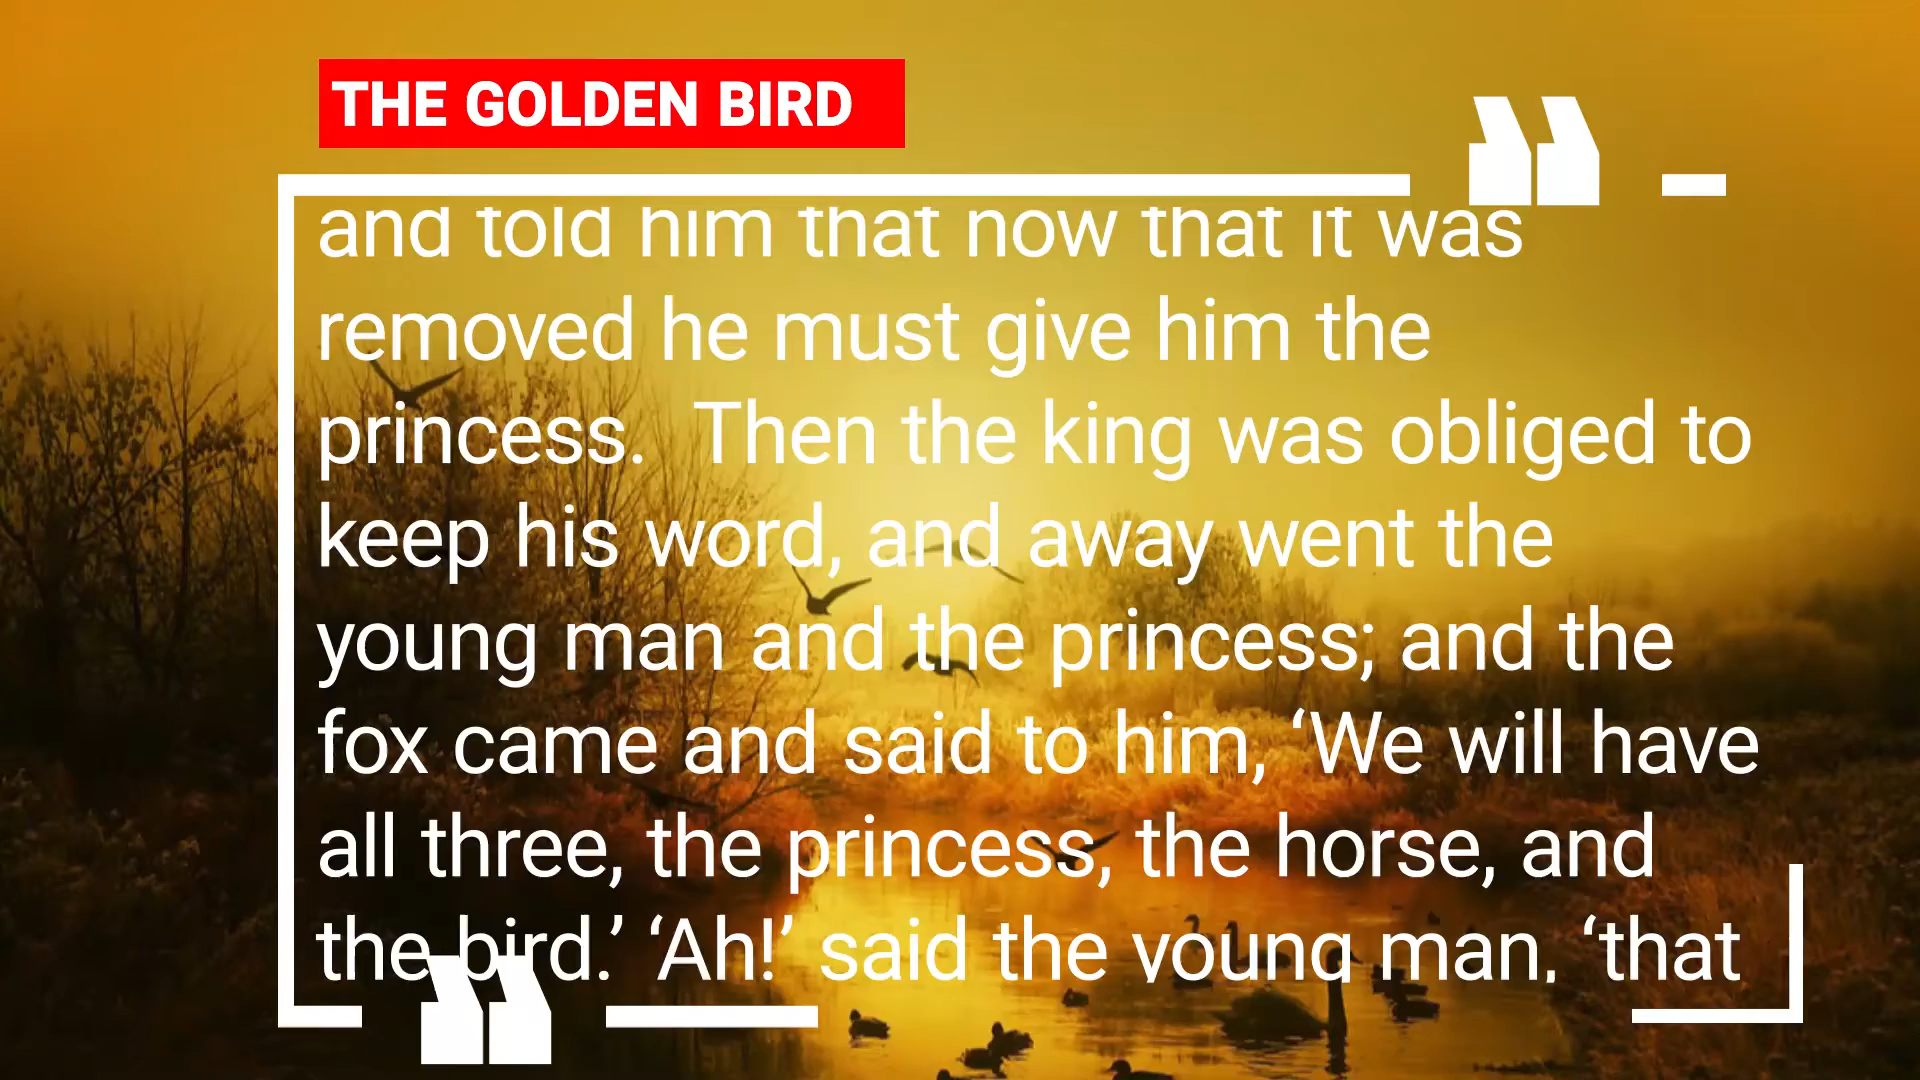 THE GOLDEN BIRD
and told him that now that it was
removed he must give him the
princess.  Then the king was obliged to
keep his word, and away went the
young man and the princess; and the
fox came and said to him, ‘We will have
all three, the princess, the horse, and
the bird.’ ‘Ah!’ said the young man, ‘that